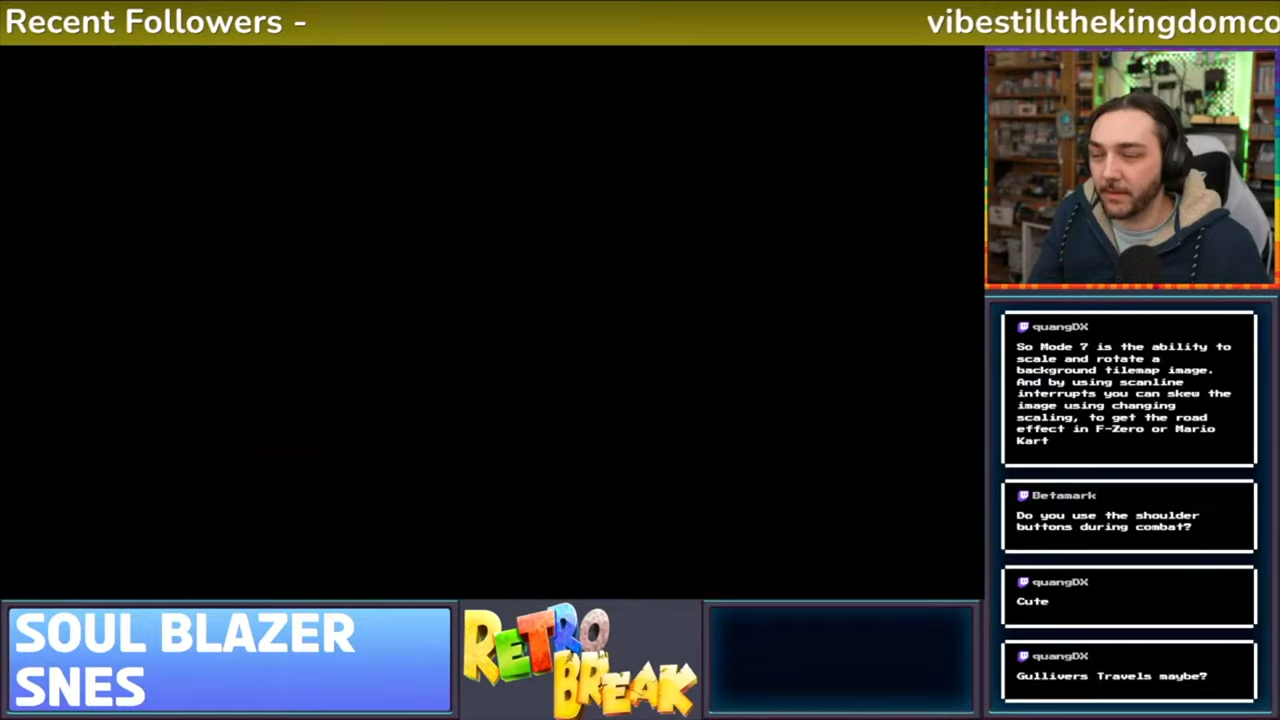 Recent Followers -
vibestillthekingdomco
quangDX
So Mode 7 is the ability to
scale and rotate a
background tilemap image.
And by using scanline
interrupts you can skew the
image using changing
scaling, to get the road
effect in F-Zero or Mario
Kart
Betamark
Do you use the shoulder
buttons during combat?
quangDX
Cute
quangDX
Gullivers Travels maybe?
SOUL BLAZER
SNES
RETRO
BREAK